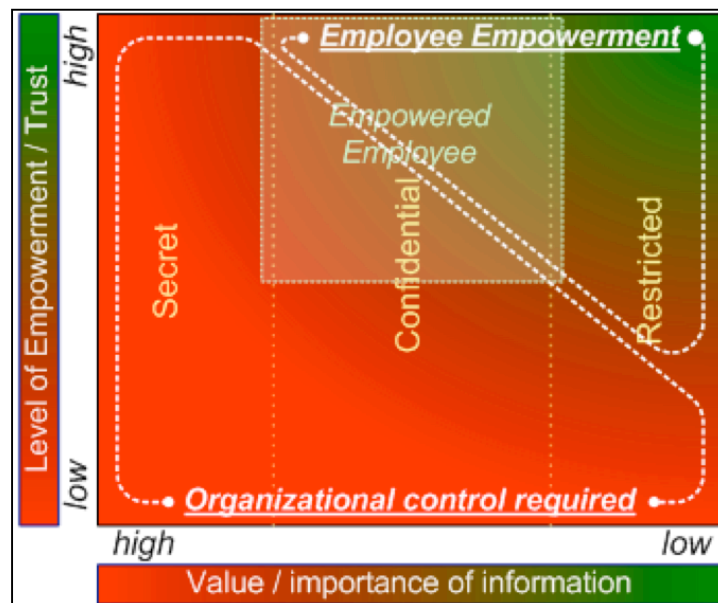 Level of Empowerment / Trust
high
low
Employee Empowerment
Empowered
Employee
Secret
Confidential
Restricted
Organizational control required
high
low
Value / importance of information